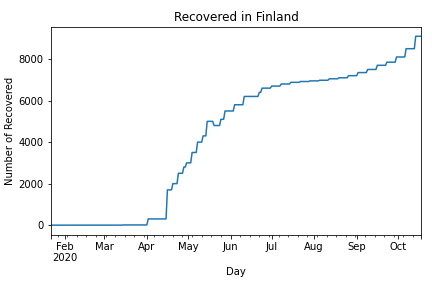 Recovered in Finland
Number of Recovered
8000
6000
4000
2000
0
Feb Mar Apr May Jun Jul Aug Sep Oct
2020
Day